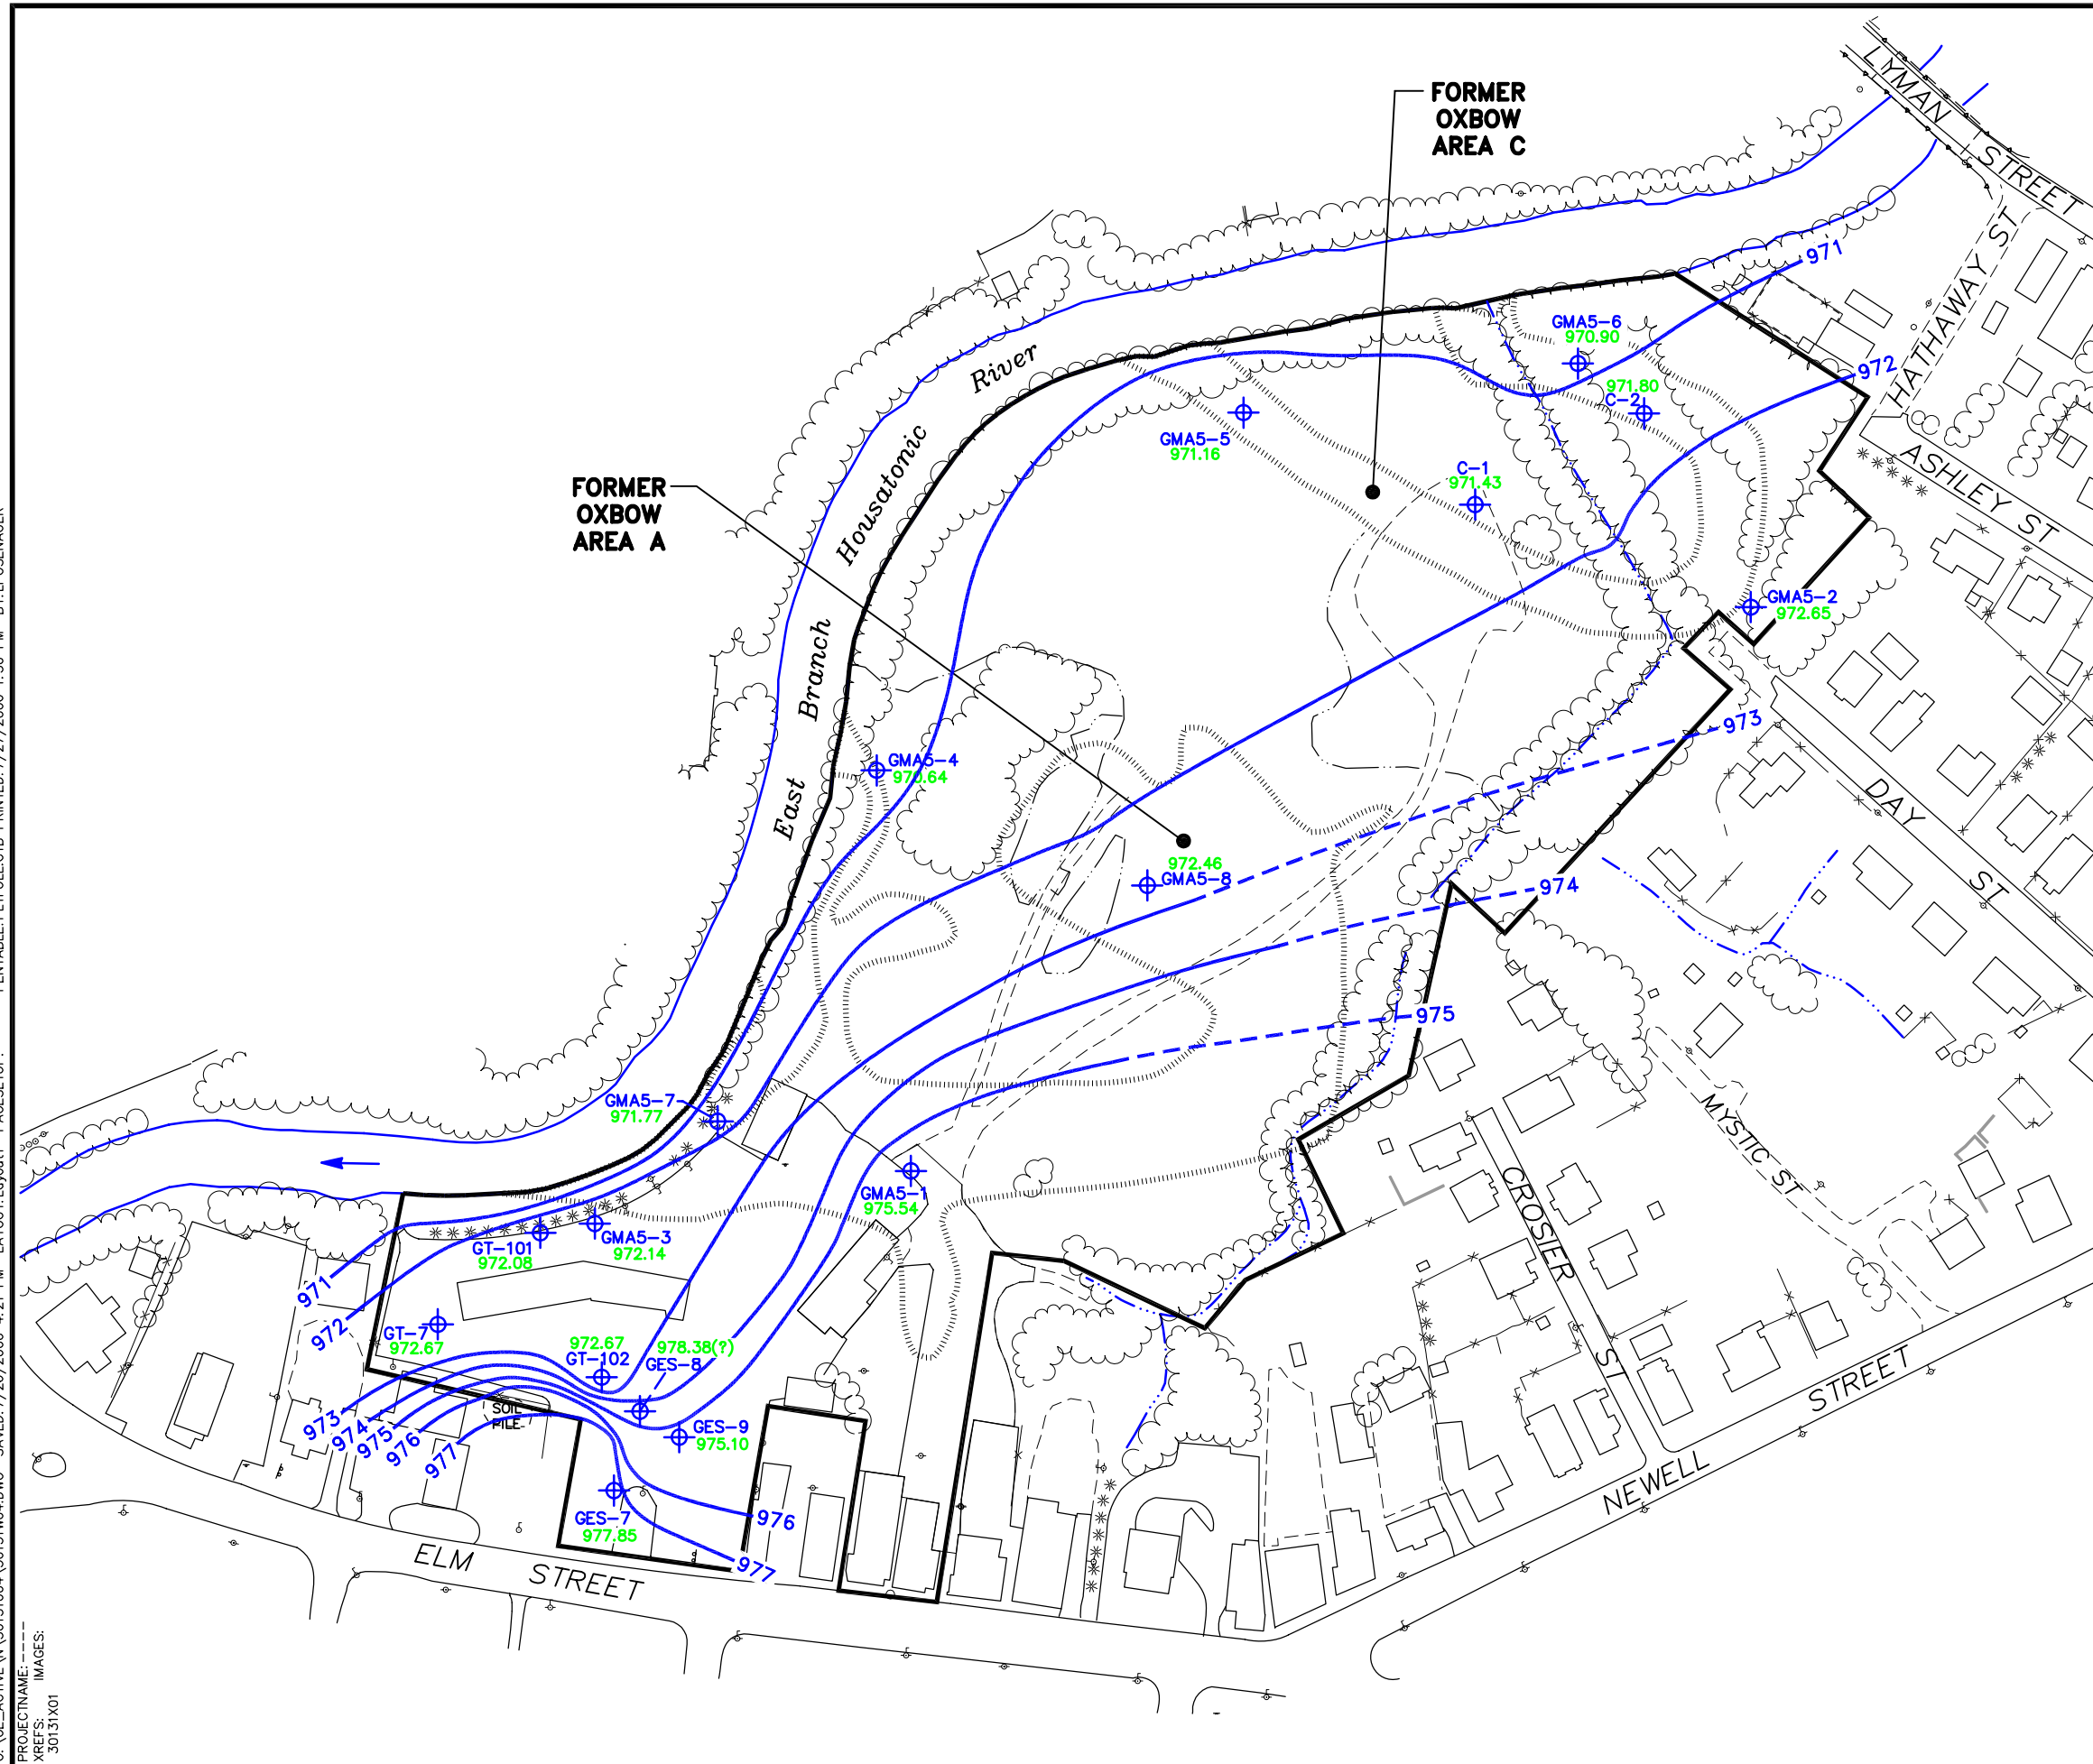 LYMAN STREET
FORMER
OXBOW
AREA C
HATHAWAY ST
971
GMA5-6
970.90
971.80
C-2
972
River
GMA5-5
971.16
C-1
971.43
ASHLEY ST
FORMER
OXBOW
AREA A
Housatonic
Branch
East
GMA5-2
972.65
973
GMA5-4
970.64
DAY ST
972.46
GMA5-8
974
975
GMA5-7
971.77
MYSTIC ST
CROSIER ST
GMA5-1
975.54
GT-101
972.08
GMA5-3
972.14
971
972
GT-7
972.67
972.67
GT-102
978.38(?)
GES-8
SOIL
PILE
973
974
975
976
977
GES-9
975.10
GES-7
977.85
976
977
NEWELL STREET
ELM STREET
PROJECTNAME: ----
XREFS: IMAGES:
30131X01